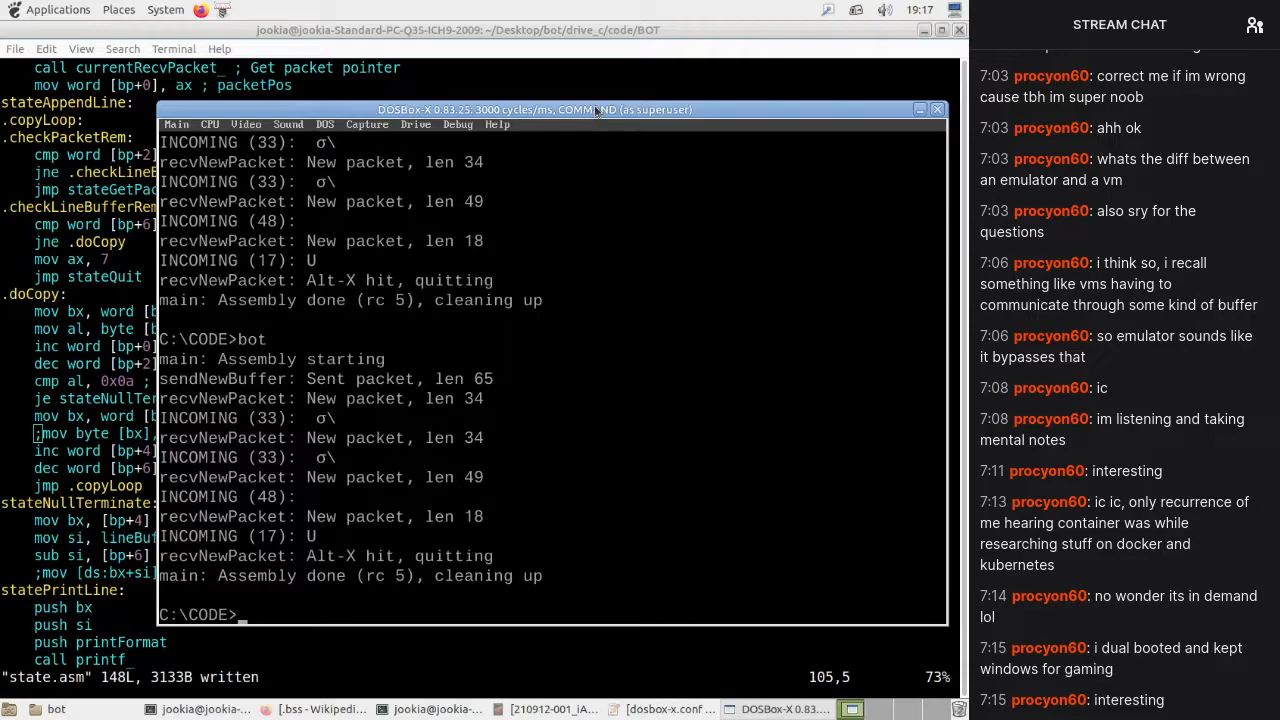 Applications Places System 19:17
jookia@jookia-Standard-PC-Q35-ICH9-2009: ~/Desktop/bot/drive_c/code/BOT
File Edit View Search Terminal Help
call currentRecvPacket_ ; Get packet pointer
mov word [bp+0], ax ; packetPos
stateAppendLine:
.copyLoop:
.checkPacketRem:
cmp word [bp+2]
jne .checkLineB
jmp stateGetPac
.checkLineBufferRem
cmp word [bp+6]
jne .doCopy
mov ax, 7
jmp stateQuit
.doCopy:
mov bx, word [b
mov al, byte [b
inc word [bp+0]
dec word [bp+2]
cmp al, 0x0a ;
je stateNullTer
mov bx, word [b
;mov byte [bx],
inc word [bp+4]
dec word [bp+6]
jmp .copyLoop
stateNullTerminate:
mov bx, [bp+4]
mov si, lineBuf
sub si, [bp+6]
;mov [ds:bx+si]
statePrintLine:
push bx
push si
push printFormat
call printf_
"state.asm" 148L, 3133B written 105,5 73%
DOSBox-X 0.83.25: 3000 cycles/ms, COMMAND (as superuser)
Main CPU Video Sound DOS Capture Drive Debug Help
INCOMING (33): σ\
recvNewPacket: New packet, len 34
INCOMING (33): σ\
recvNewPacket: New packet, len 49
INCOMING (48):
recvNewPacket: New packet, len 18
INCOMING (17): U
recvNewPacket: Alt-X hit, quitting
main: Assembly done (rc 5), cleaning up
C:\CODE>bot
main: Assembly starting
sendNewBuffer: Sent packet, len 65
recvNewPacket: New packet, len 34
INCOMING (33): σ\
recvNewPacket: New packet, len 34
INCOMING (33): σ\
recvNewPacket: New packet, len 49
INCOMING (48):
recvNewPacket: New packet, len 18
INCOMING (17): U
recvNewPacket: Alt-X hit, quitting
main: Assembly done (rc 5), cleaning up
C:\CODE>_
bot jookia@jookia-... [.bss - Wikipedi... jookia@jookia-... [210912-001_iA... [dosbox-x.conf ... DOSBox-X 0.83....
STREAM CHAT
7:03 procyon60: correct me if im wrong
cause tbh im super noob
7:03 procyon60: ahh ok
7:03 procyon60: whats the diff between
an emulator and a vm
7:03 procyon60: also sry for the
questions
7:06 procyon60: i think so, i recall
something like vms having to
communicate through some kind of buffer
7:06 procyon60: so emulator sounds like
it bypasses that
7:08 procyon60: ic
7:08 procyon60: im listening and taking
mental notes
7:11 procyon60: interesting
7:13 procyon60: ic ic, only recurrence of
me hearing container was while
researching stuff on docker and
kubernetes
7:14 procyon60: no wonder its in demand
lol
7:15 procyon60: i dual booted and kept
windows for gaming
7:15 procyon60: interesting